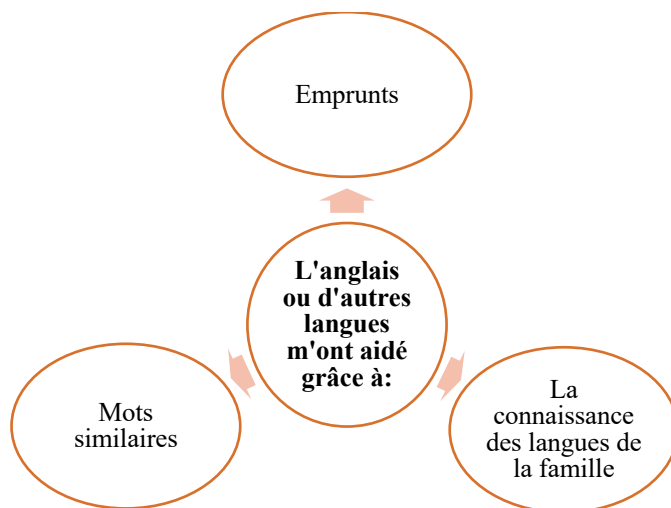 Emprunts
L'anglais
ou d'autres
langues
m'ont aidé
grâce à:
Mots
similaires
La
connaissance
des langues de
la famille